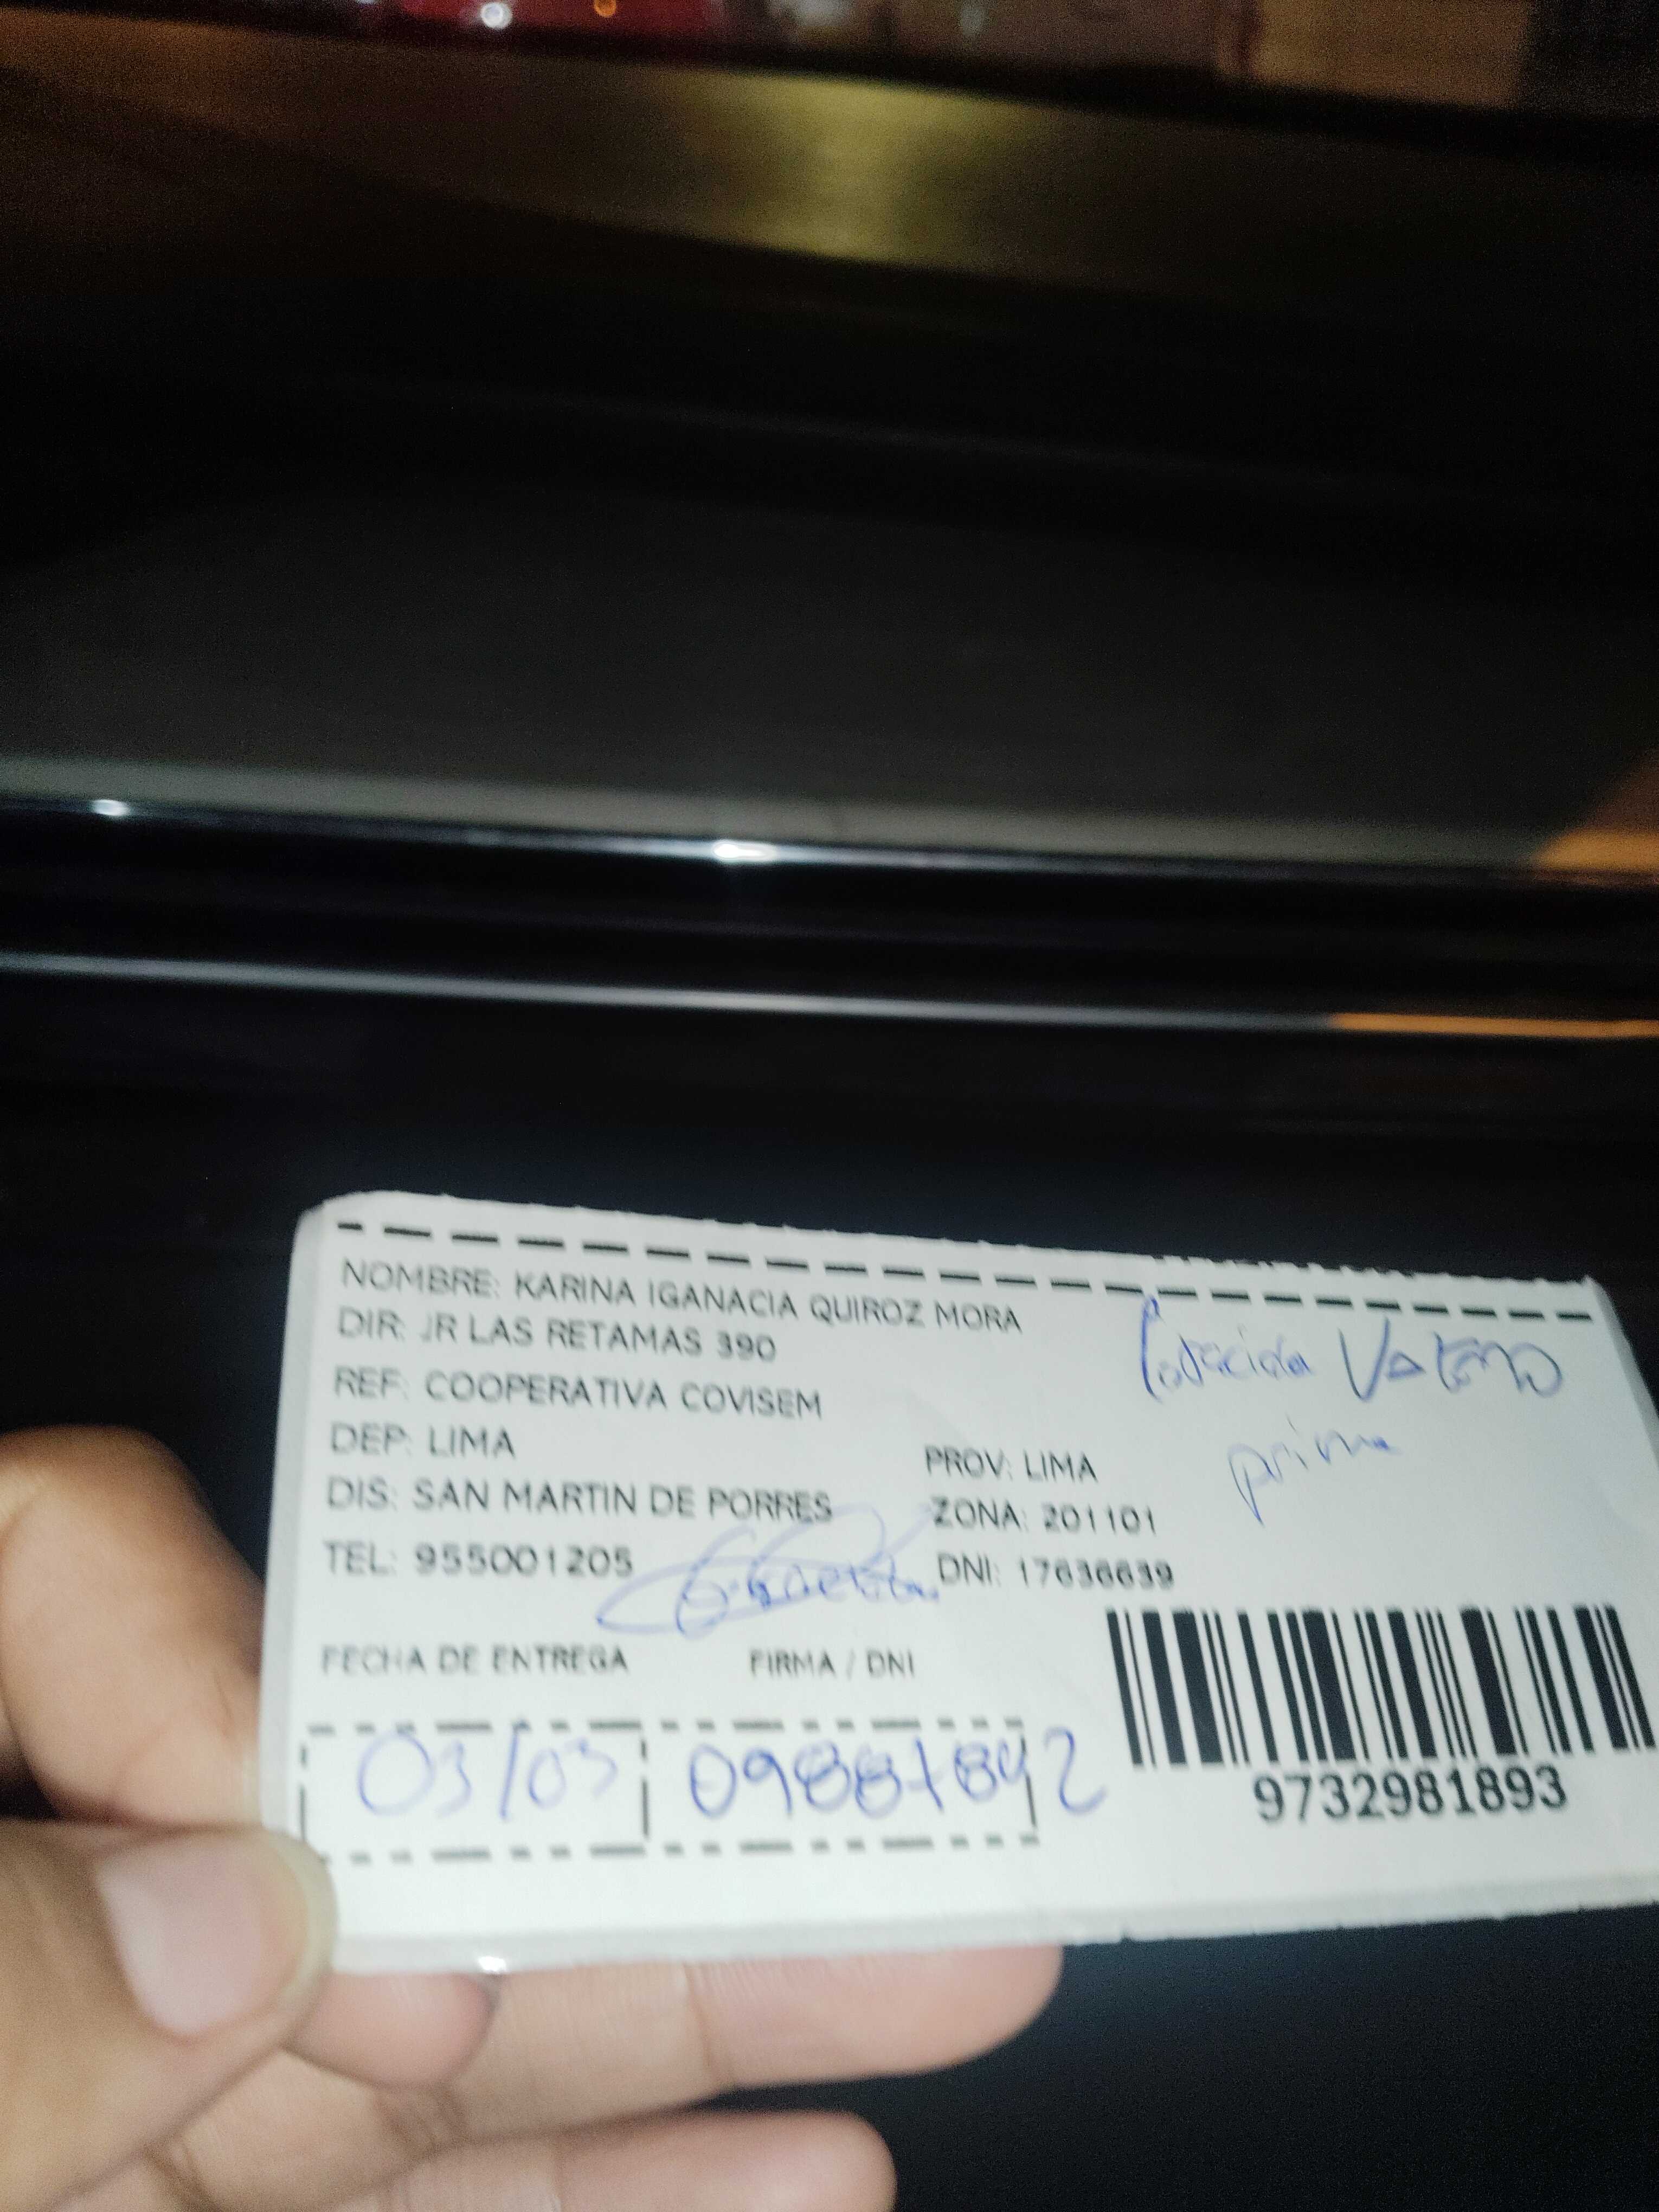 NOMBRE: KARINA IGANACIA QUIROZ MORA
DIR: JR LAS RETAMAS 390
REF: COOPERATIVA COVISEM
DEP: LIMA
PROV: LIMA
DIS: SAN MARTIN DE PORRES
ZONA: 201101
TEL: 955001205
DNI: 17636639
prima
FECHA DE ENTREGA
FIRMA / DNI
03/03
9732981893